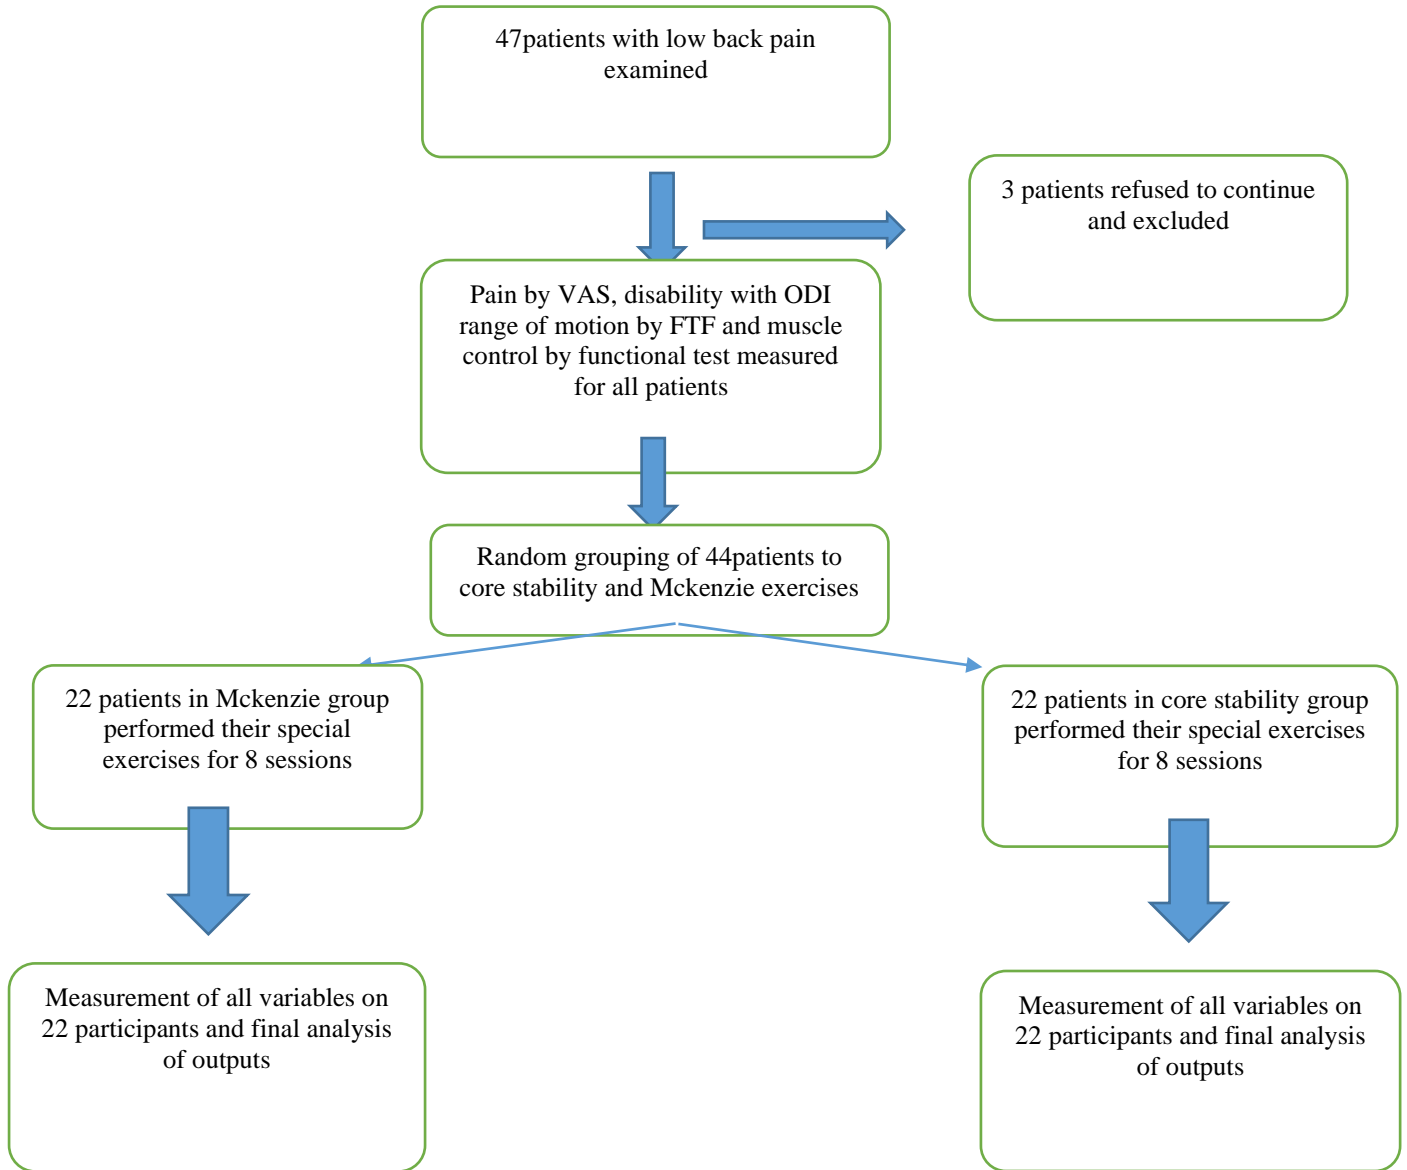 47patients with low back pain
examined
3 patients refused to continue
and excluded
Pain by VAS, disability with ODI
range of motion by FTF and muscle
control by functional test measured
for all patients
Random grouping of 44patients to
core stability and Mckenzie exercises
22 patients in Mckenzie group
performed their special
exercises for 8 sessions
22 patients in core stability group
performed their special exercises
for 8 sessions
Measurement of all variables on
22 participants and final analysis
of outputs
Measurement of all variables on
22 participants and final analysis
of outputs